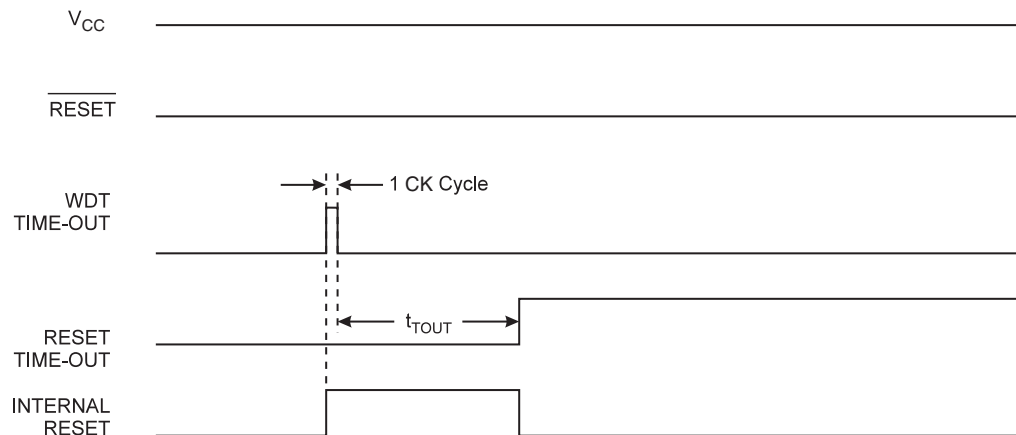 VCC
RESET
1 CK Cycle
WDT
TIME-OUT
tTOUT
RESET
TIME-OUT
INTERNAL
RESET